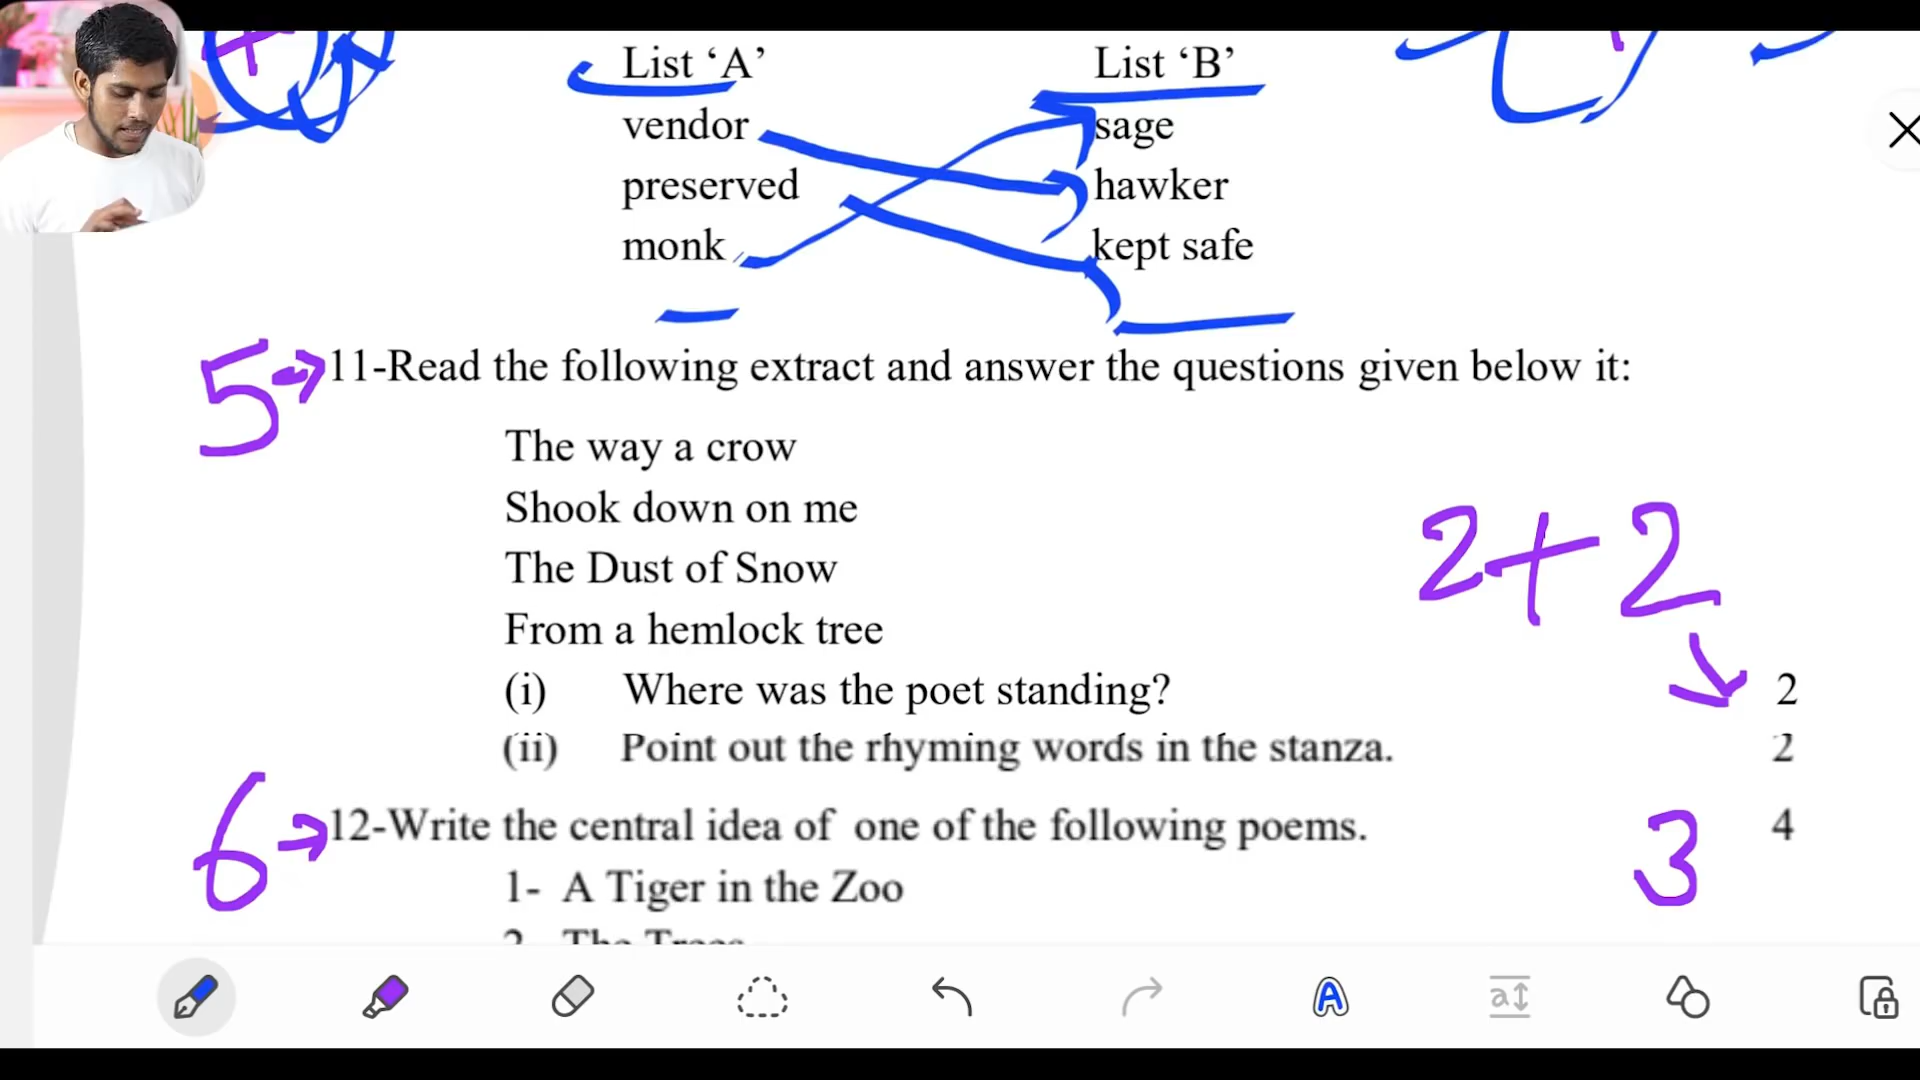 List ‘A’ List ‘B’
vendor sage
preserved hawker
monk kept safe
5 → 11-Read the following extract and answer the questions given below it:
The way a crow
Shook down on me
The Dust of Snow
From a hemlock tree
2+2
(i) Where was the poet standing? 2
(ii) Point out the rhyming words in the stanza. 2
6 → 12-Write the central idea of one of the following poems. 3 4
1- A Tiger in the Zoo
2- The Trees